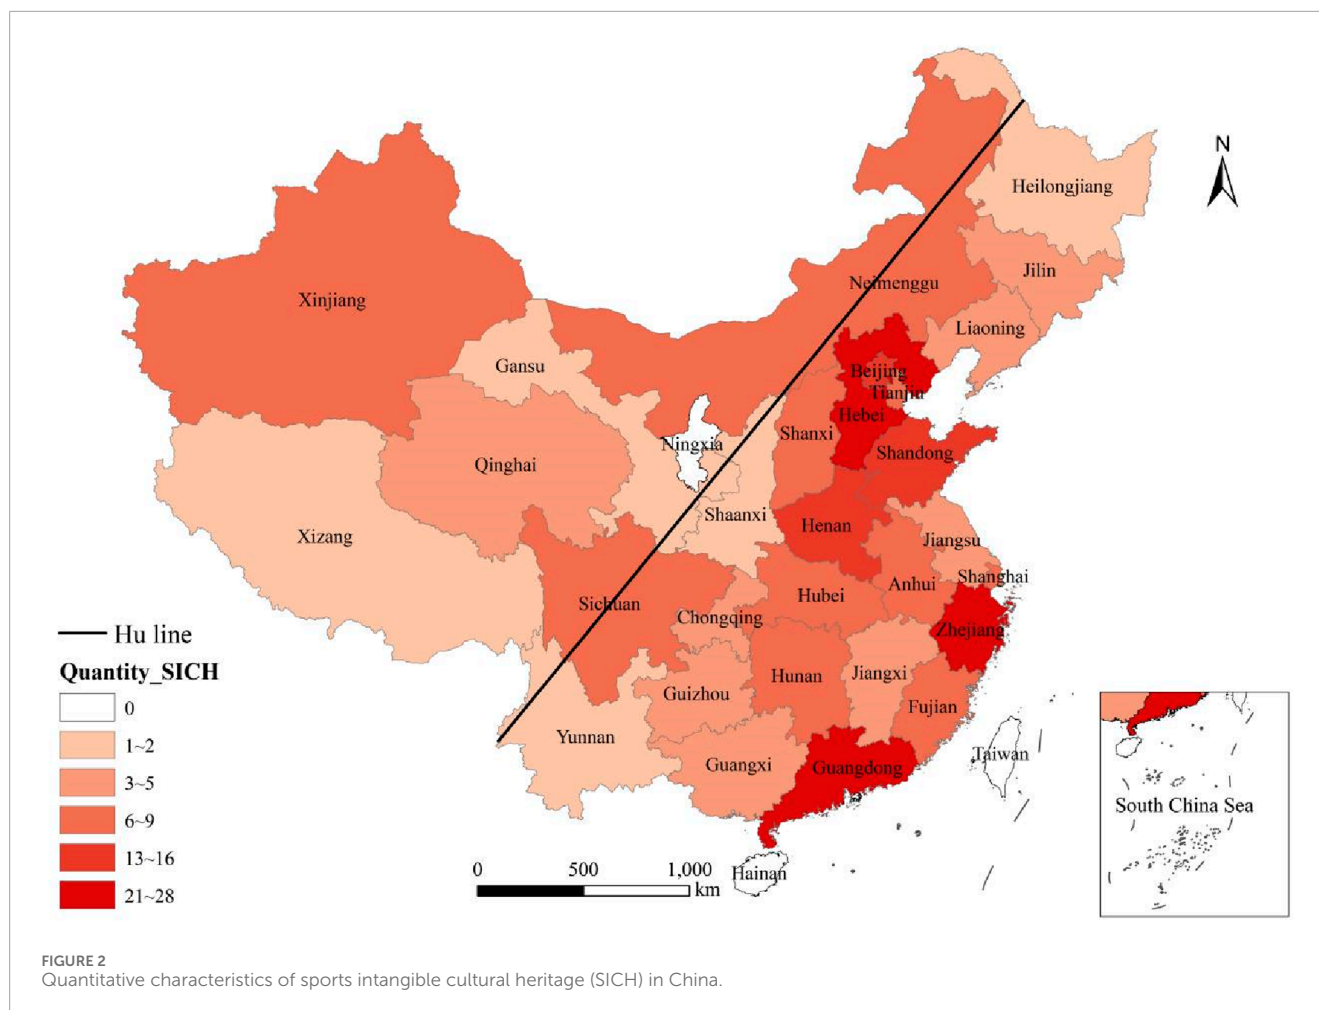 N
Heilongjiang
Jilin
Xinjiang
Neimenggu
Liaoning
Gansu
Beijing
Tianjin
Hebei
Shanxi
Ningxia
Shandong
Qinghai
Shaanxi
Henan
Xizang
Jiangsu
Shanghai
Anhui
Hubei
Sichuan
Chongqing
Zhejiang
Hu line
Quantity_SICH
0
1~2
3~5
6~9
13~16
21~28
Hunan
Jiangxi
Guizhou
Fujian
Yunnan
Guangxi
Guangdong
Taiwan
South China Sea
Hainan
0 500 1,000
km
FIGURE 2
Quantitative characteristics of sports intangible cultural heritage (SICH) in China.